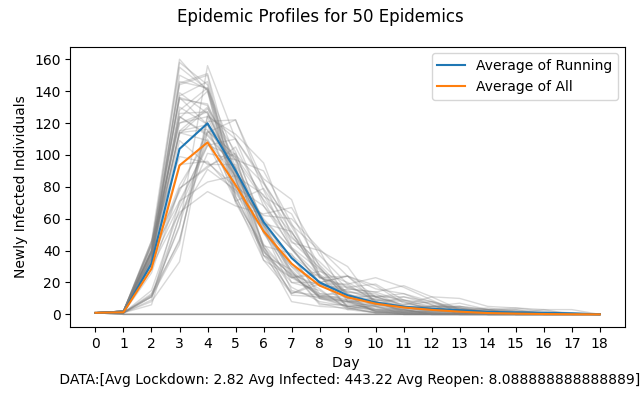 Epidemic Profiles for 50 Epidemics
Average of Running
Average of All
Newly Infected Individuals
160
140
120
100
80
60
40
20
0
0 1 2 3 4 5 6 7 8 9 10 11 12 13 14 15 16 17 18
Day
DATA:[Avg Lockdown: 2.82 Avg Infected: 443.22 Avg Reopen: 8.088888888888889]